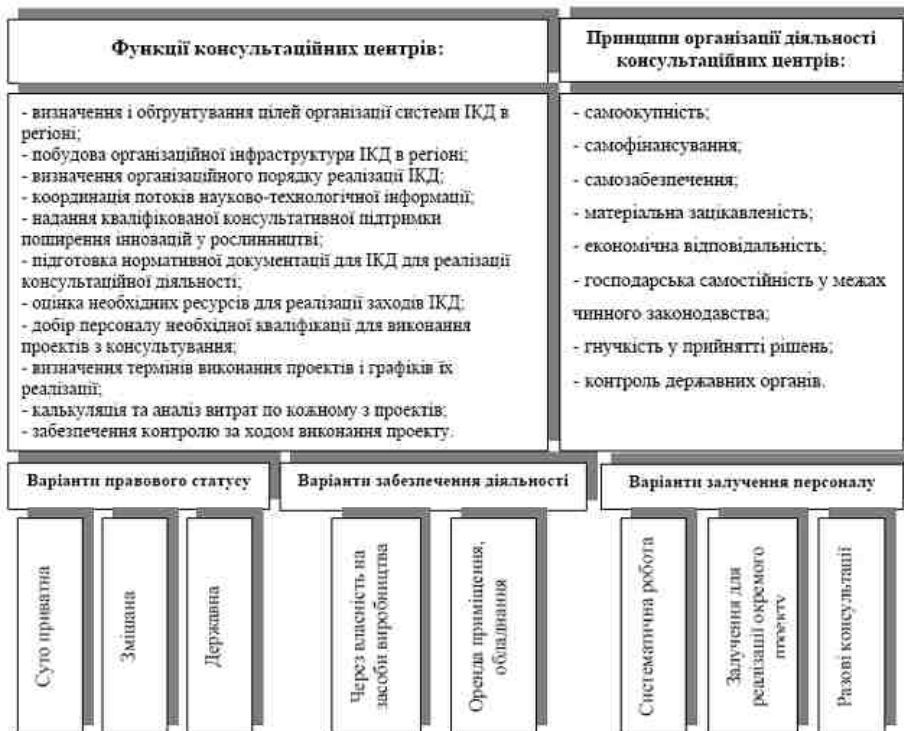 Функції консультаційних центрів:
- визначення і обґрунтування цілей організації системи ІКД в
регіоні;
- побудова організаційної інфраструктури ІКД в регіоні;
- визначення організаційного порядку реалізації ІКД;
- координація потоків науково-технологічної інформації;
- надання кваліфікованої консультативної підтримки
поширення інновацій у рослинництві;
- підготовка нормативної документації для ІКД для реалізації
консультаційної діяльності;
- оцінка необхідних ресурсів для реалізації заходів ІКД;
- добір персоналу необхідної кваліфікації для виконання
проектів з консультування;
- визначення термінів виконання проектів і графіків їх
реалізації;
- калькуляція та аналіз витрат по кожному з проектів;
- забезпечення контролю за ходом виконання проекту.
Принципи організації діяльності
консультаційних центрів:
- самоокупність;
- самофінансування;
- самозабезпечення;
- матеріальна зацікавленість;
- економічна відповідальність;
- господарська самостійність у межах
чинного законодавства;
- гнучкість у прийнятті рішень;
- контроль державних органів.
Варіанти правового статусу
Суто приватна
Змішана
Державна
Варіанти забезпечення діяльності
Через власність на
засоби виробництва
Оренда приміщення,
обладнання
Варіанти залучення персоналу
Систематична робота
Залучення для
реалізації окремого
проекту
Разові консультації